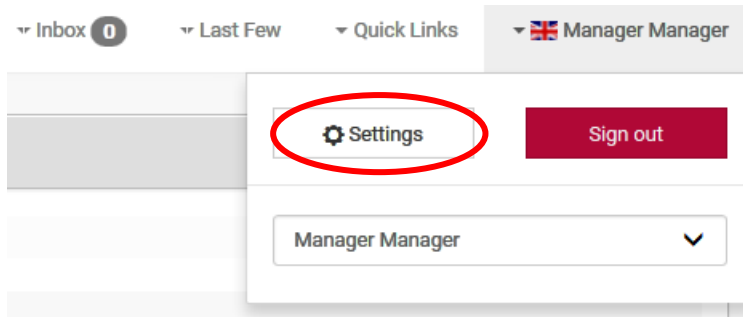 Inbox 0 Last Few Quick Links Manager Manager
Settings Sign out
Manager Manager